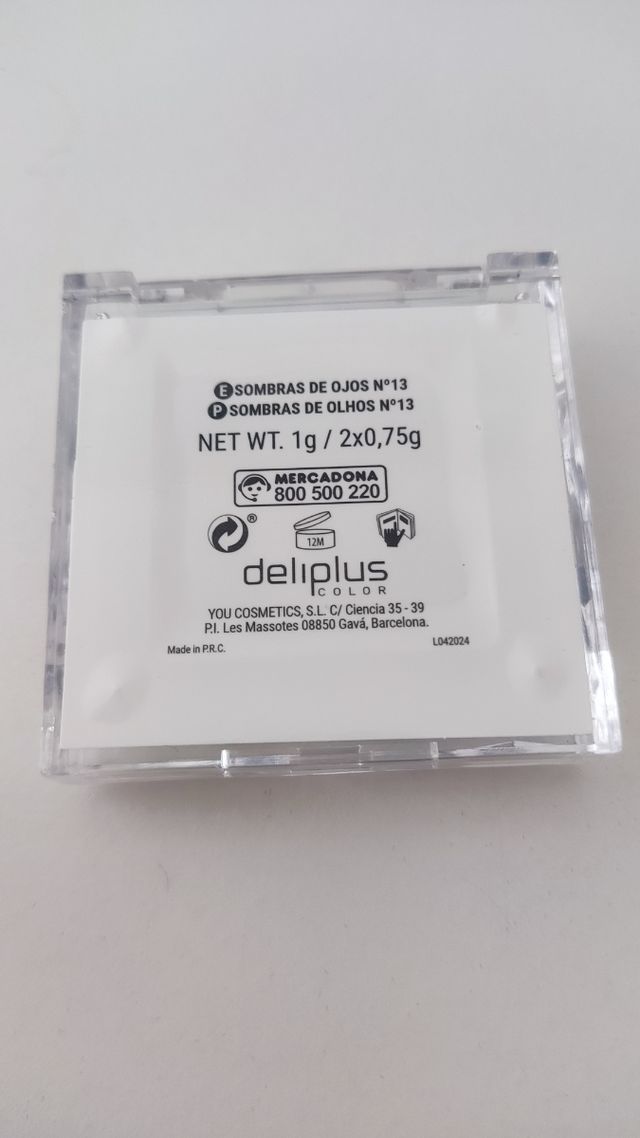 E SOMBRAS DE OJOS Nº13
P SOMBRAS DE OLHOS Nº13
NET WT. 1g / 2x0,75g
MERCADONA
800 500 220
®
12M
deliplus
COLOR
YOU COSMETICS, S.L. C/ Ciencia 35 - 39
P.I. Les Massotes 08850 Gavá, Barcelona.
Made in P.R.C.
L042024